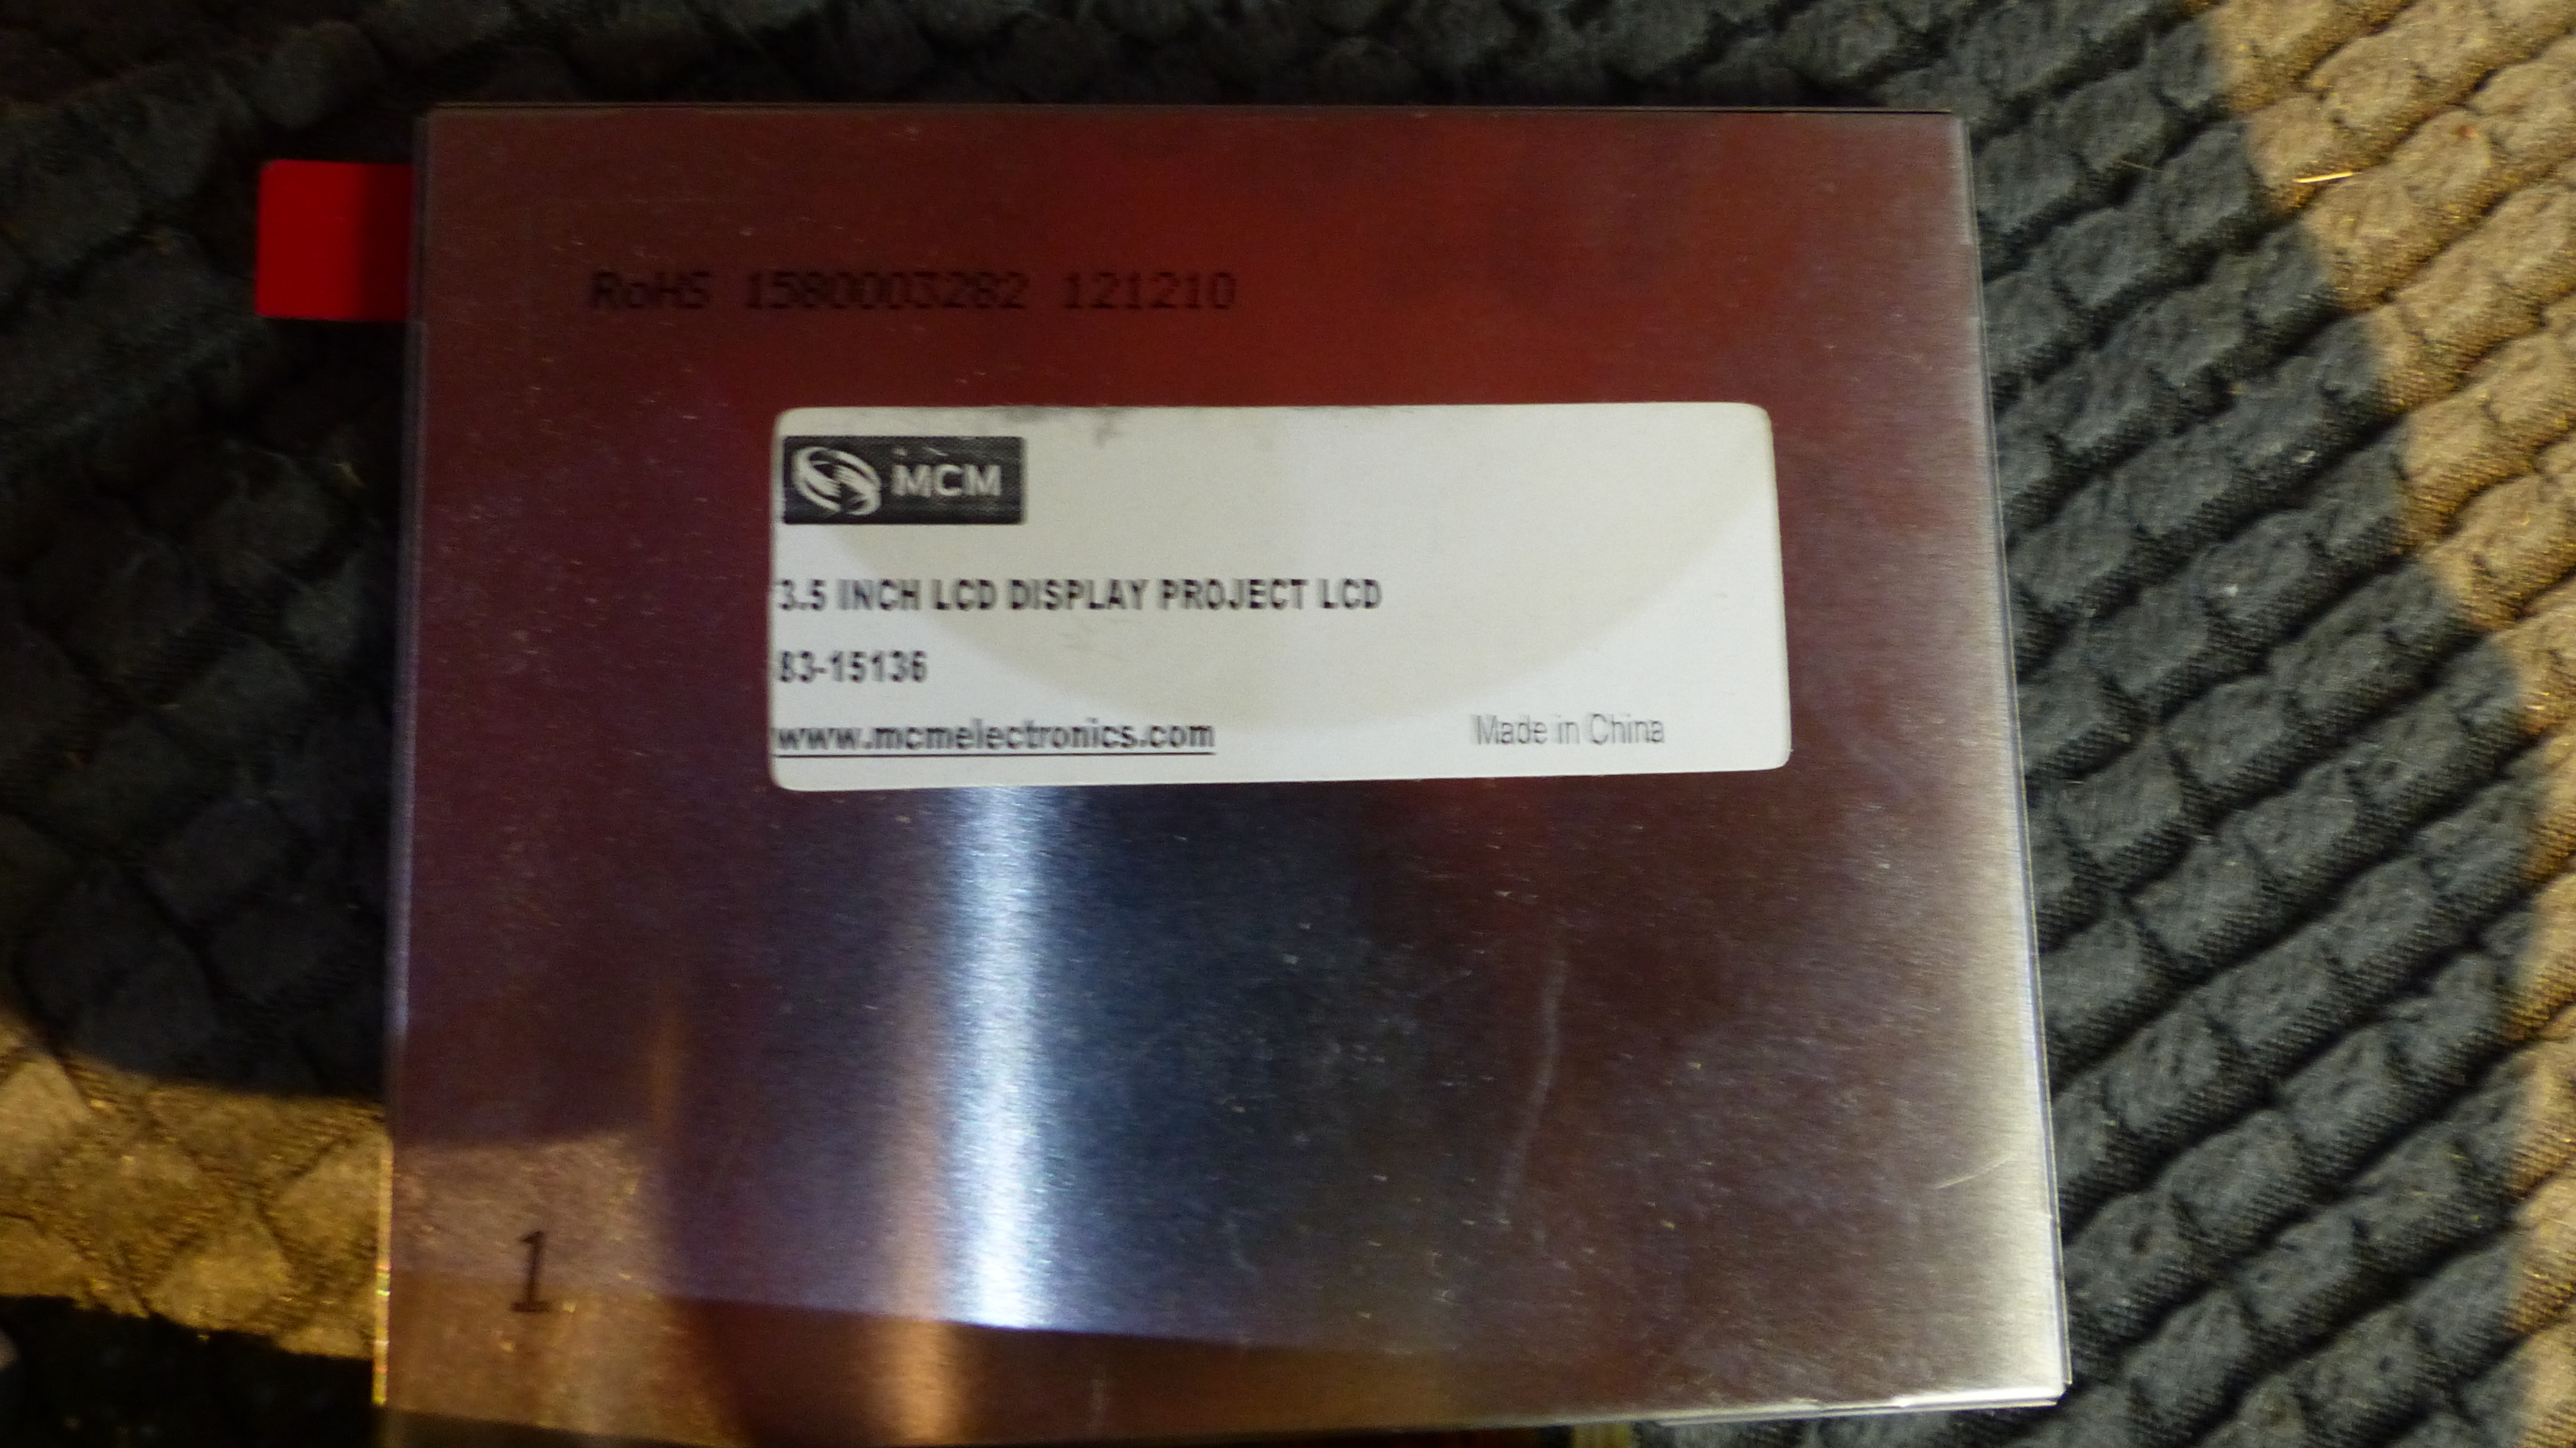 RoHS 1580003282 121210
MCM
3.5 INCH LCD DISPLAY PROJECT LCD
83-15136
www.mcmelectronics.com Made in China
1